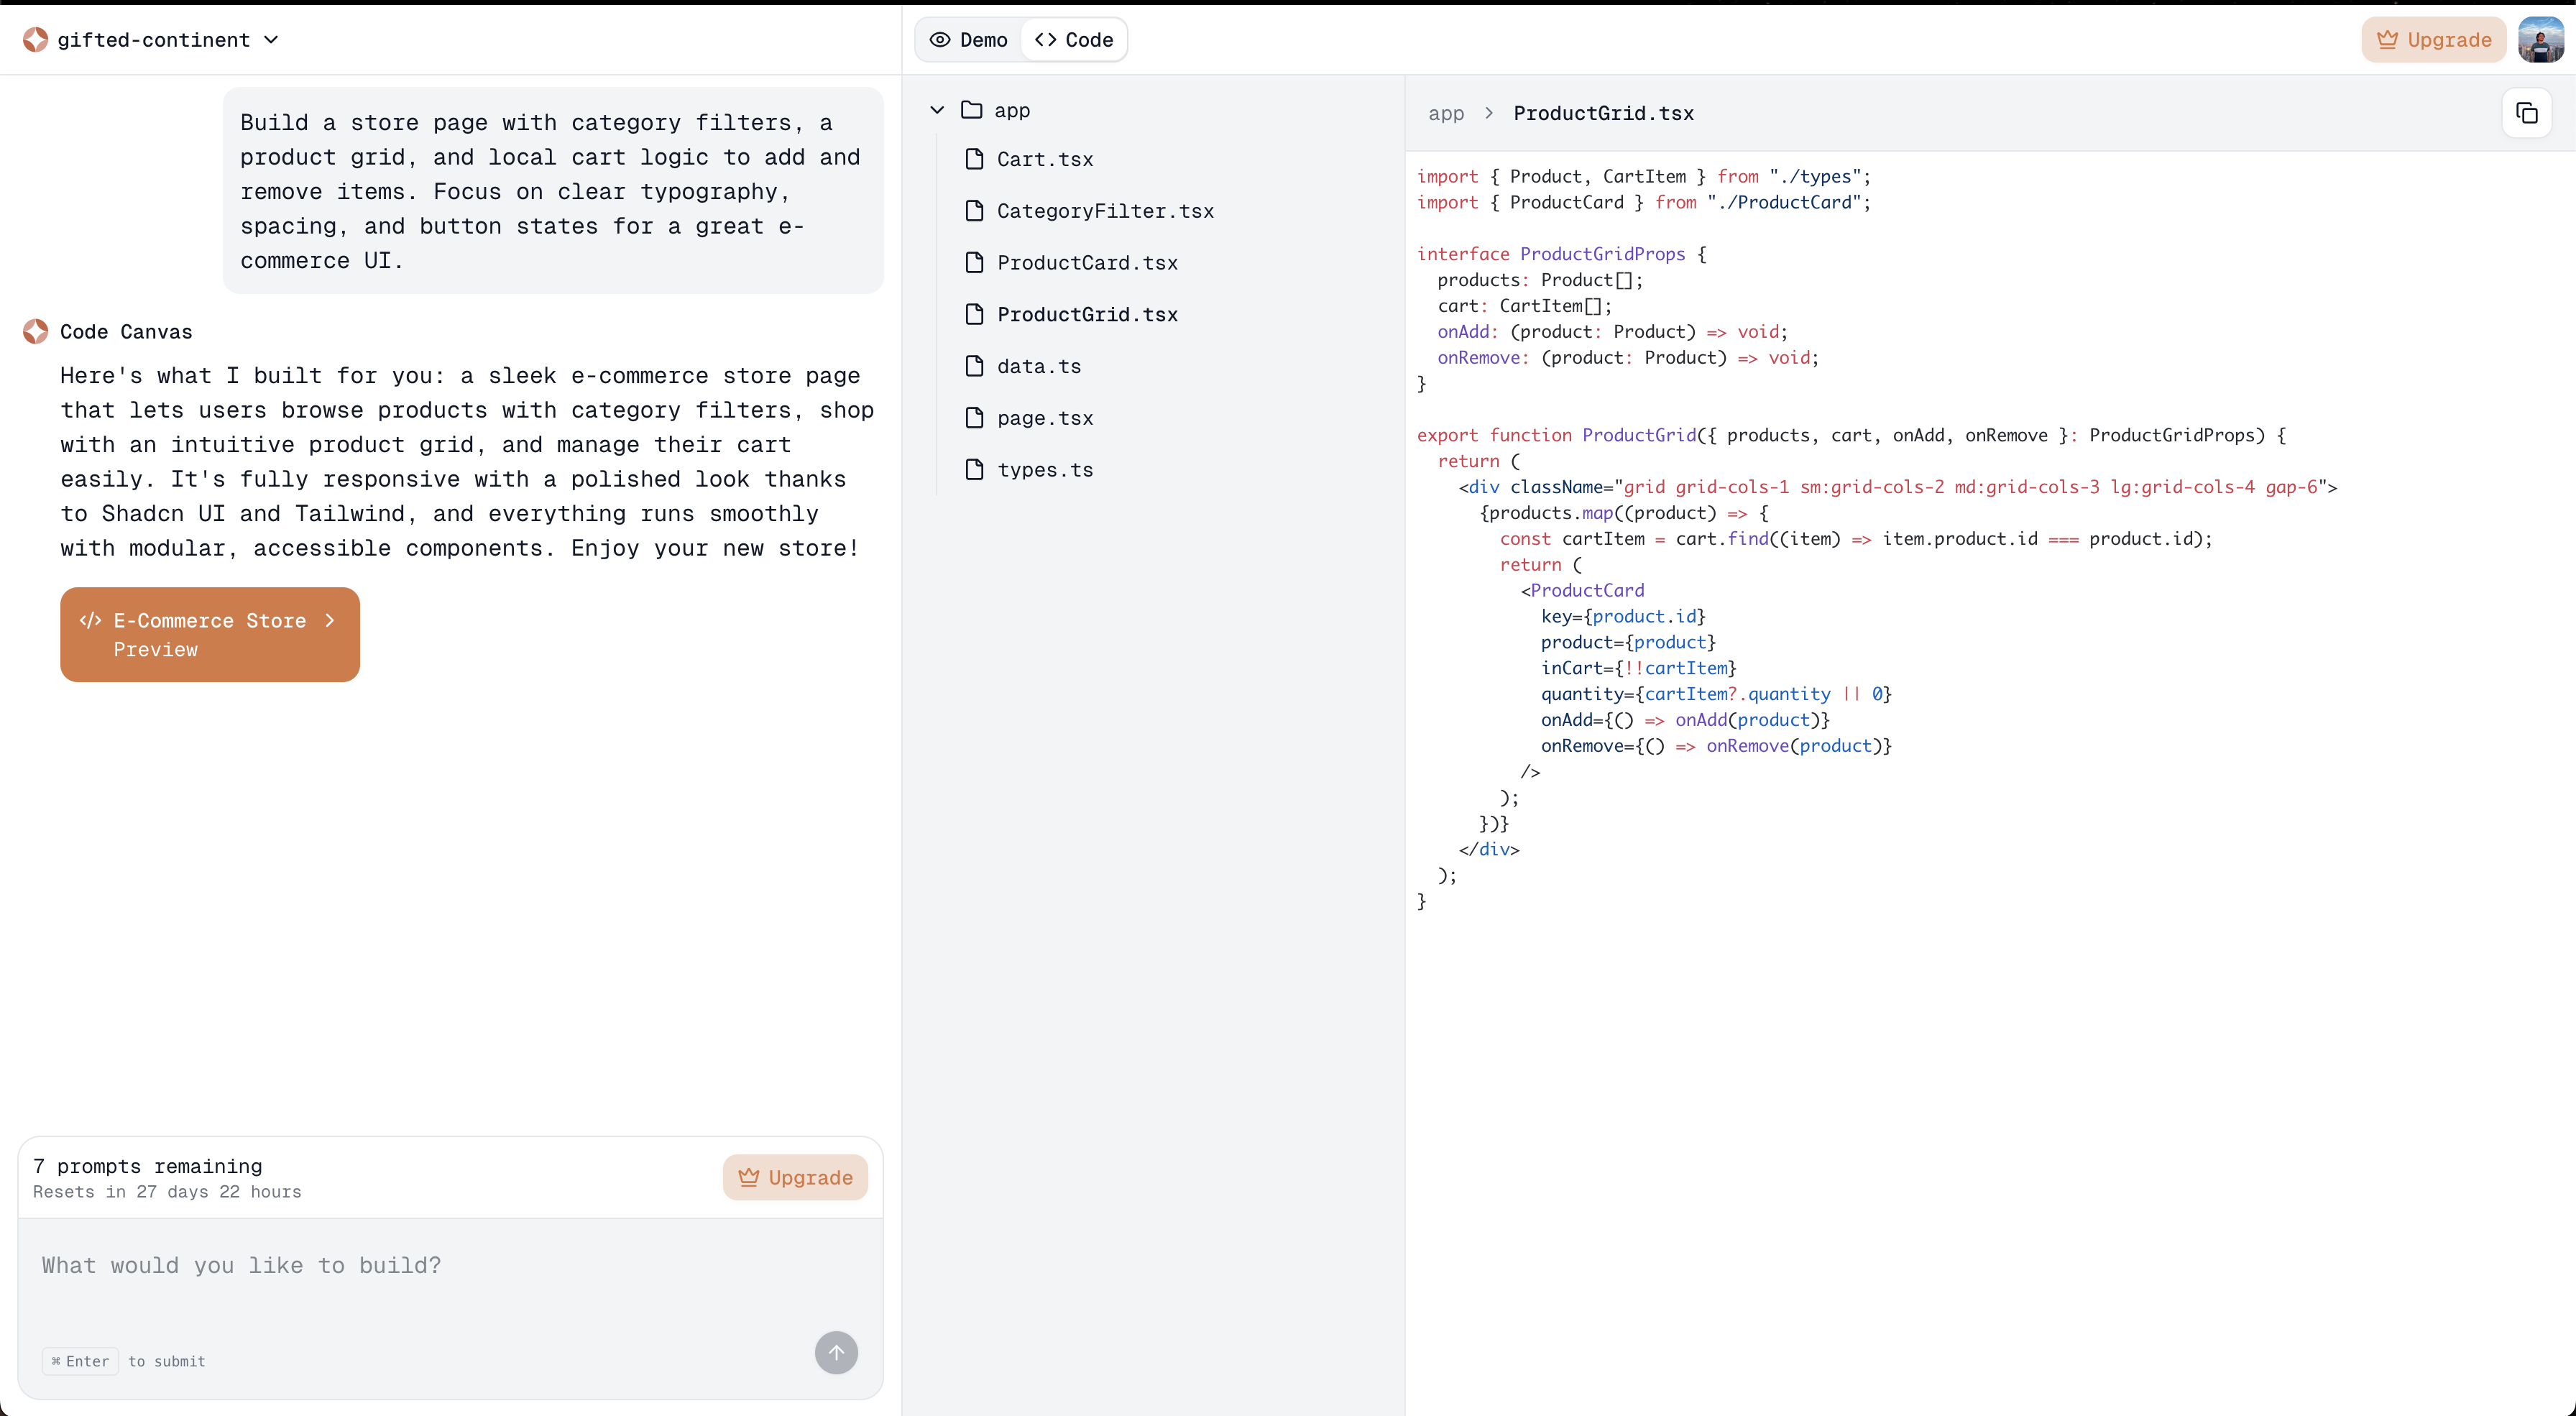 gifted-continent
Demo
Code
Upgrade
Build a store page with category filters, a
product grid, and local cart logic to add and
remove items. Focus on clear typography,
spacing, and button states for a great e-
commerce UI.
Code Canvas
Here's what I built for you: a sleek e-commerce store page
that lets users browse products with category filters, shop
with an intuitive product grid, and manage their cart
easily. It's fully responsive with a polished look thanks
to Shadcn UI and Tailwind, and everything runs smoothly
with modular, accessible components. Enjoy your new store!
</> E-Commerce Store >
Preview
7 prompts remaining
Resets in 27 days 22 hours
Upgrade
What would you like to build?
⌘ Enter to submit
app
Cart.tsx
CategoryFilter.tsx
ProductCard.tsx
ProductGrid.tsx
data.ts
page.tsx
types.ts
app > ProductGrid.tsx
import { Product, CartItem } from "./types";
import { ProductCard } from "./ProductCard";
interface ProductGridProps {
  products: Product[];
  cart: CartItem[];
  onAdd: (product: Product) => void;
  onRemove: (product: Product) => void;
}
export function ProductGrid({ products, cart, onAdd, onRemove }: ProductGridProps) {
  return (
    <div className="grid grid-cols-1 sm:grid-cols-2 md:grid-cols-3 lg:grid-cols-4 gap-6">
      {products.map((product) => {
        const cartItem = cart.find((item) => item.product.id === product.id);
        return (
          <ProductCard
            key={product.id}
            product={product}
            inCart={!!cartItem}
            quantity={cartItem?.quantity || 0}
            onAdd={() => onAdd(product)}
            onRemove={() => onRemove(product)}
          />
        );
      })}
    </div>
  );
}